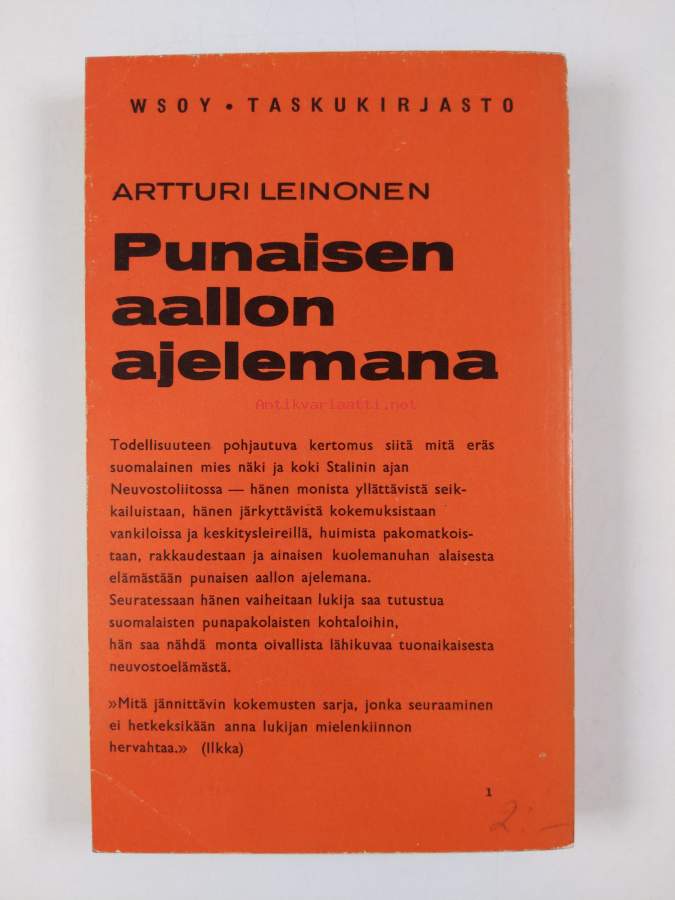 WSOY • TASKUKIRJASTO
ARTTURI LEINONEN
Punaisen
aallon
ajelemana
Antikvariaatti.net
Todellisuuteen pohjautuva kertomus siitä mitä eräs
suomalainen mies näki ja koki Stalinin ajan
Neuvostoliitossa — hänen monista yllättävistä seik-
kailuistaan, hänen järkyttävistä kokemuksistaan
vankiloissa ja keskitysleireillä, huimista pakomatkois-
taan, rakkaudestaan ja ainaisen kuolemanuhan alaisesta
elämästään punaisen aallon ajelemana.
Seuratessaan hänen vaiheitaan lukija saa tutustua
suomalaisten punapakolaisten kohtaloihin,
hän saa nähdä monta oivallista lähikuvaa tuonaikaisesta
neuvostoelämästä.
»Mitä jännittävin kokemusten sarja, jonka seuraaminen
ei hetkeksikään anna lukijan mielenkiinnon
hervahtaa.» (Ilkka)
1
2:-